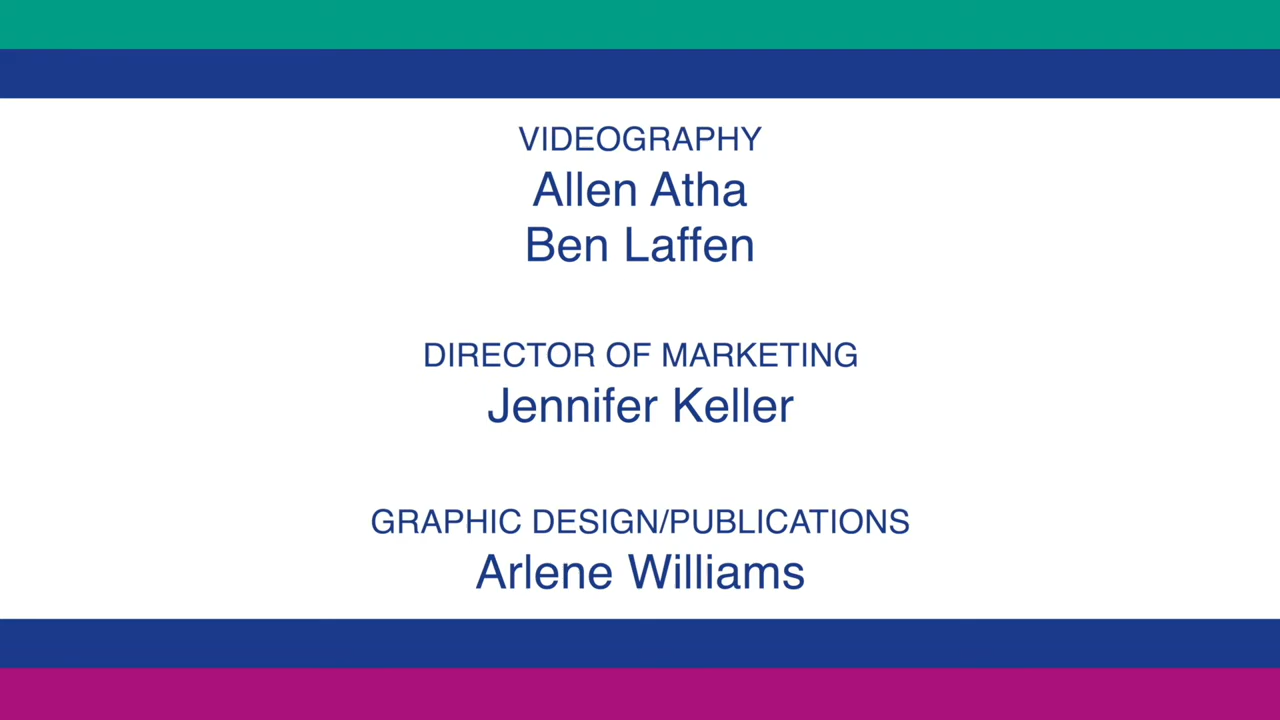 VIDEOGRAPHY
Allen Atha
Ben Laffen
DIRECTOR OF MARKETING
Jennifer Keller
GRAPHIC DESIGN/PUBLICATIONS
Arlene Williams